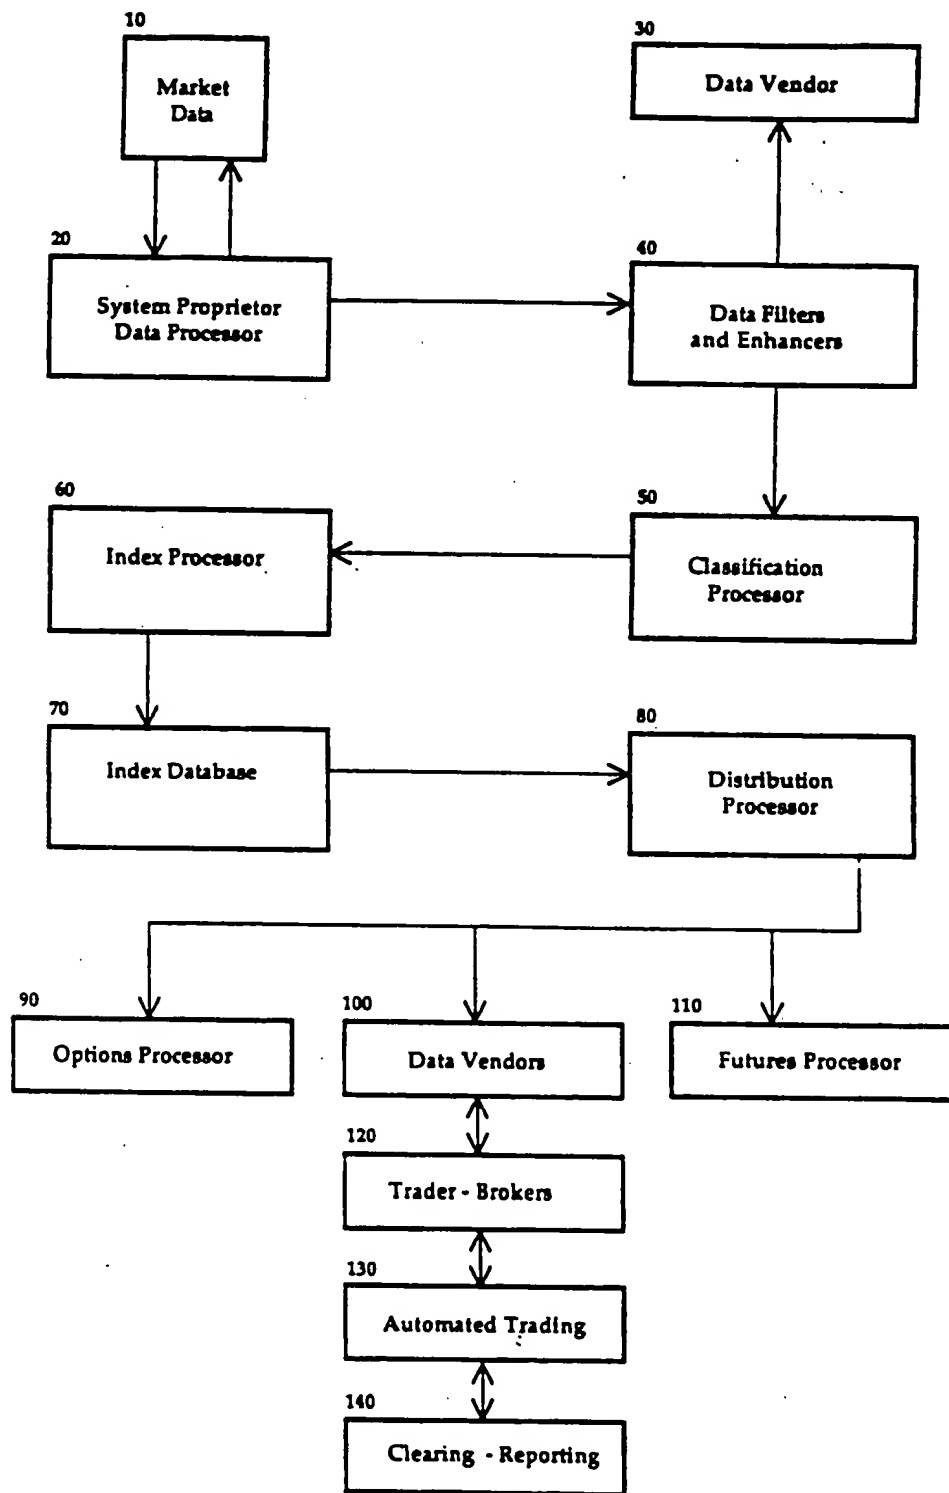 10
Market
Data
30
Data Vendor
20
System Proprietor
Data Processor
40
Data Filters
and Enhancers
60
Index Processor
50
Classification
Processor
70
Index Database
80
Distribution
Processor
90
Options Processor
100
Data Vendors
110
Futures Processor
120
Trader - Brokers
130
Automated Trading
140
Clearing - Reporting